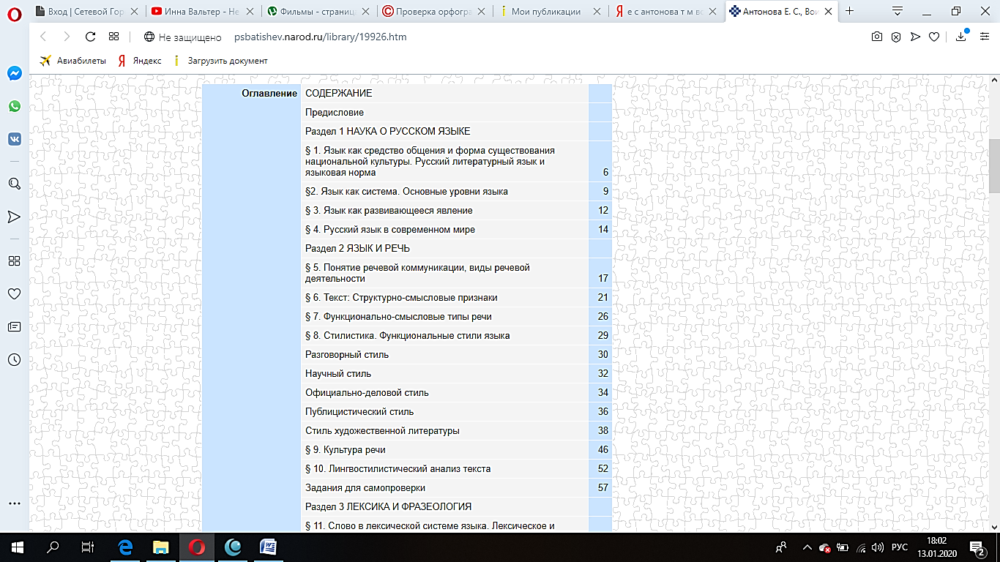 Вход | Сетевой Гор
Инна Вальтер - Не
Фильмы - страниц
Проверка орфогра
Мои публикации
е с антонова т м во
Антонова Е. С., Вои
Не защищено
psbatishev.narod.ru/library/19926.htm
Авиабилеты
Яндекс
Загрузить документ
Оглавление
СОДЕРЖАНИЕ
Предисловие
Раздел 1 НАУКА О РУССКОМ ЯЗЫКЕ
§ 1. Язык как средство общения и форма существования
национальной культуры. Русский литературный язык и
языковая норма 6
§2. Язык как система. Основные уровни языка 9
§ 3. Язык как развивающееся явление 12
§ 4. Русский язык в современном мире 14
Раздел 2 ЯЗЫК И РЕЧЬ
§ 5. Понятие речевой коммуникации, виды речевой
деятельности 17
§ 6. Текст: Структурно-смысловые признаки 21
§ 7. Функционально-смысловые типы речи 26
§ 8. Стилистика. Функциональные стили языка 29
Разговорный стиль 30
Научный стиль 32
Официально-деловой стиль 34
Публицистический стиль 36
Стиль художественной литературы 38
§ 9. Культура речи 46
§ 10. Лингвостилистический анализ текста 52
Задания для самопроверки 57
Раздел 3 ЛЕКСИКА И ФРАЗЕОЛОГИЯ
§ 11. Слово в лексической системе языка. Лексическое и
РУС
18:02
13.01.2020
2